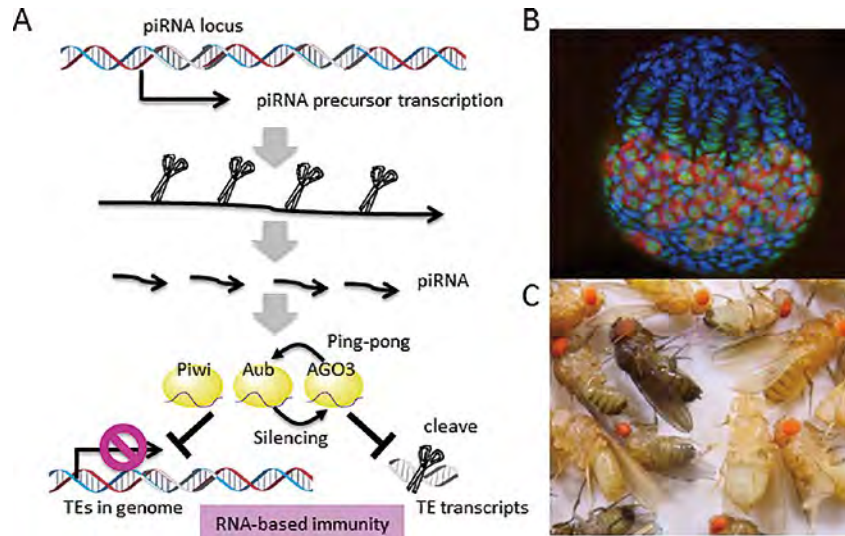 A
piRNA locus
piRNA precursor transcription
piRNA
Ping-pong
Piwi
Aub
AGO3
Silencing
cleave
TEs in genome
TE transcripts
RNA-based immunity
B
C